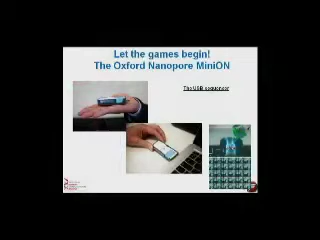 Let the games begin!
The Oxford Nanopore MiniON
The USB sequencer